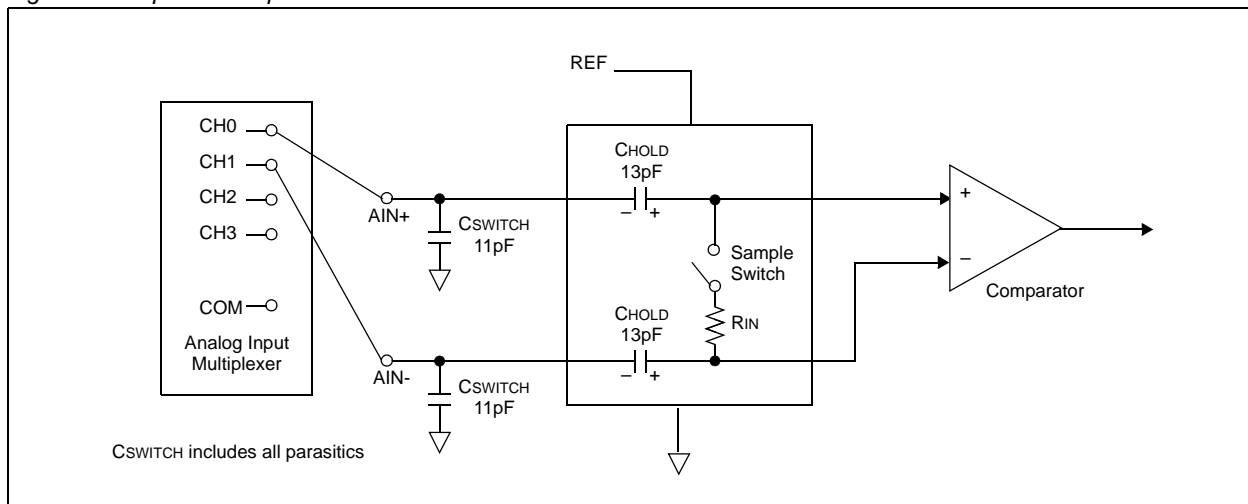 REF
CH0
CH1
CH2
CH3
COM
Analog Input
Multiplexer
AIN+
AIN-
CSWITCH
11pF
CSWITCH
11pF
CHOLD
13pF
– +
CHOLD
13pF
– +
Sample
Switch
RIN
+
–
Comparator
CSWITCH includes all parasitics